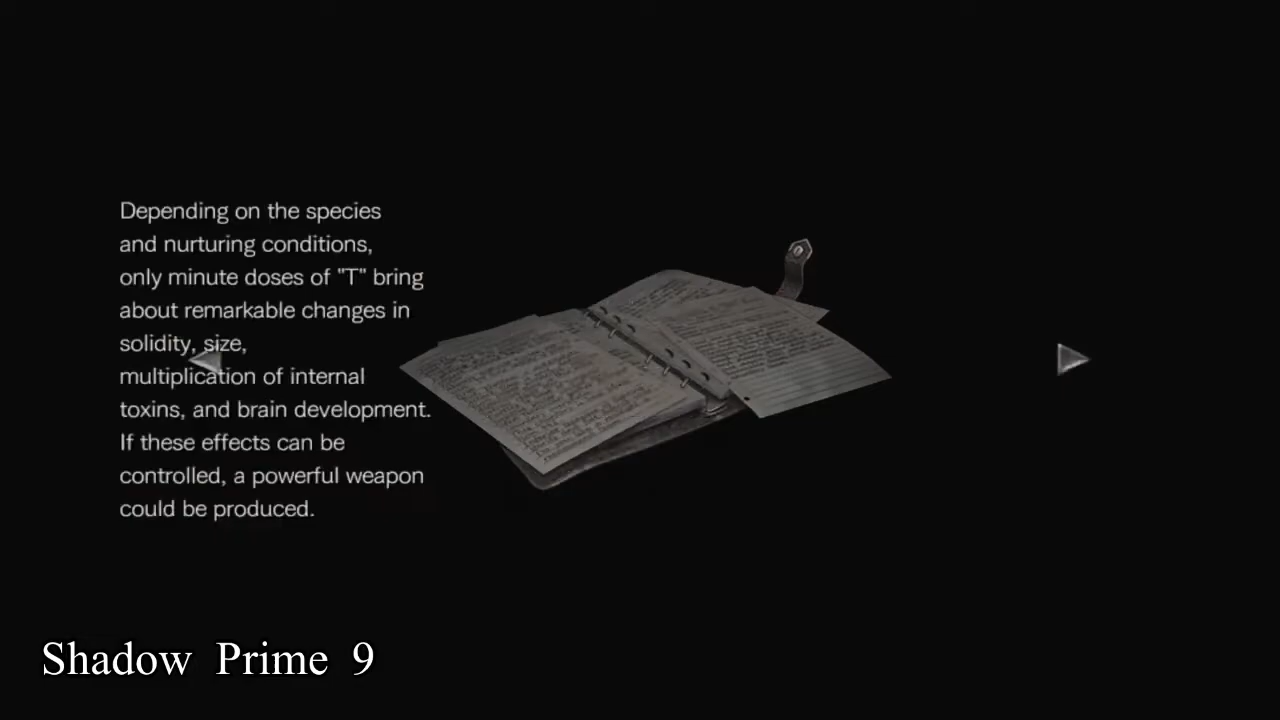 Depending on the species
and nurturing conditions,
only minute doses of "T" bring
about remarkable changes in
solidity, size,
multiplication of internal
toxins, and brain development.
If these effects can be
controlled, a powerful weapon
could be produced.
Shadow Prime 9